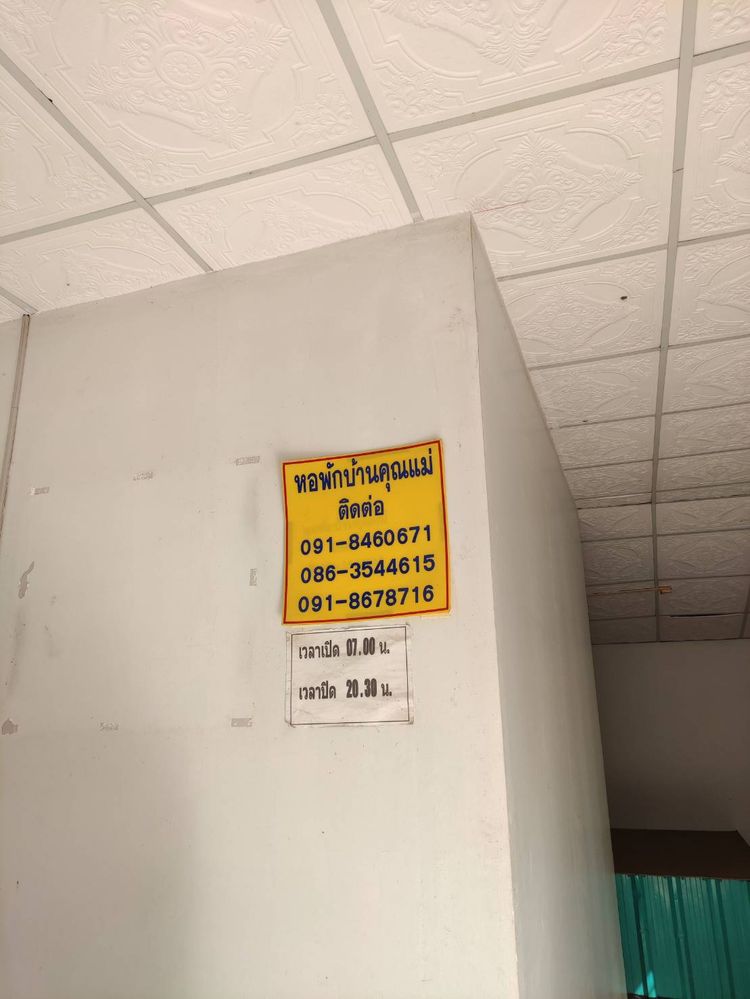 หอพักบ้านคุณแม่
ติดต่อ
091-8460671
086-3544615
091-8678716
เวลาเปิด 07.00 น.
เวลาปิด 20.30 น.